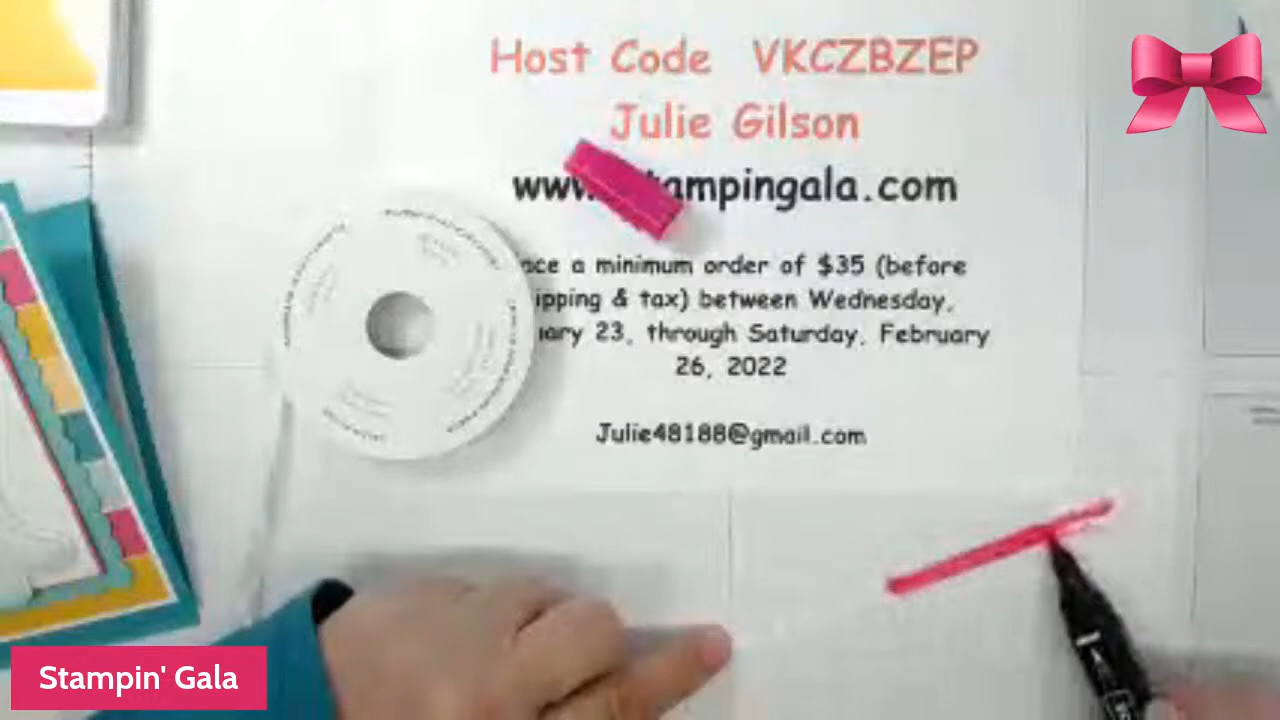 Host Code VKCZBZEP
Julie Gilson
www. tampingala.com
ace a minimum order of $35 (before
ipping & tax) between Wednesday,
uary 23, through Saturday, February
26, 2022
Julie48188@gmail.com
Stampin' Gala